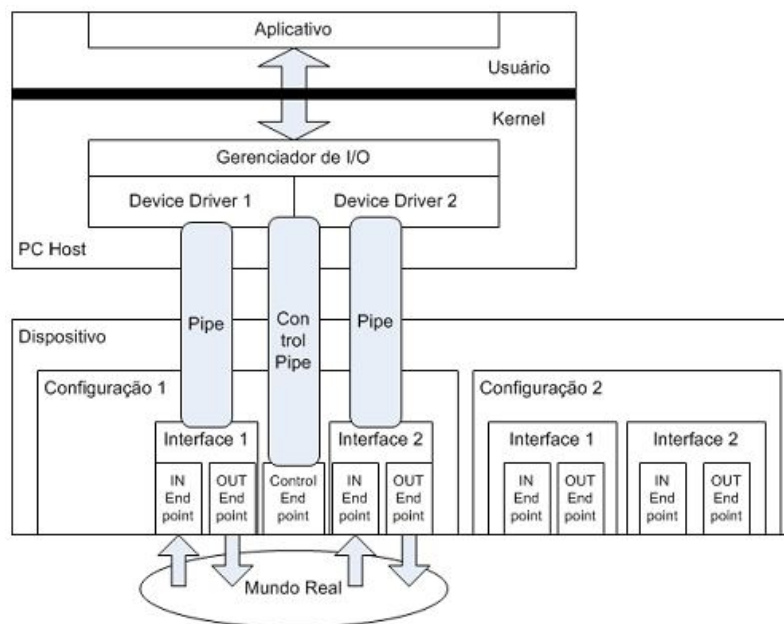 Aplicativo
Usuário
Kernel
Gerenciador de I/O
Device Driver 1
Device Driver 2
PC Host
Pipe
Con
trol
Pipe
Pipe
Dispositivo
Configuração 1
Interface 1
IN
End
point
OUT
End
point
Control
End
point
Interface 2
IN
End
point
OUT
End
point
Configuração 2
Interface 1
IN
End
point
OUT
End
point
Interface 2
IN
End
point
OUT
End
point
Mundo Real